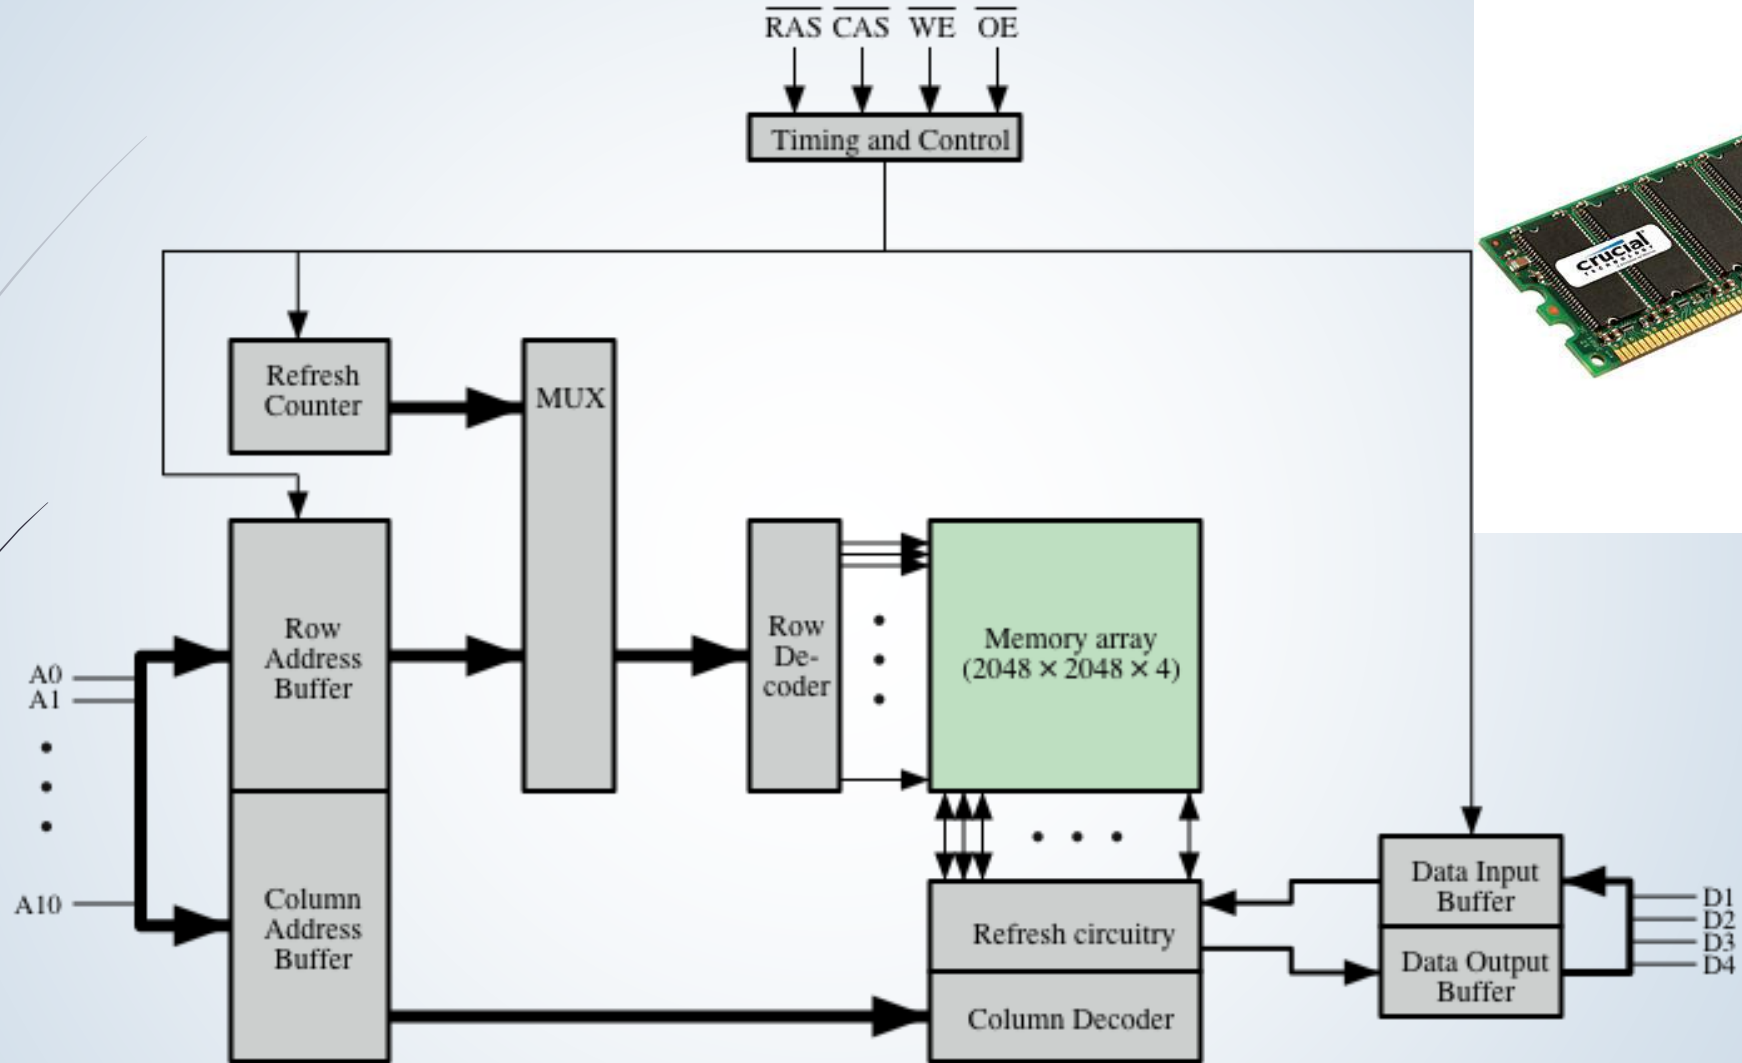 RAS CAS WE OE
Timing and Control
crucial
Refresh
Counter
MUX
Row
Address
Buffer
Row
De-
coder
Memory array
(2048 × 2048 × 4)
A0
A1
A10
Column
Address
Buffer
Refresh circuitry
Column Decoder
Data Input
Buffer
Data Output
Buffer
D1
D2
D3
D4